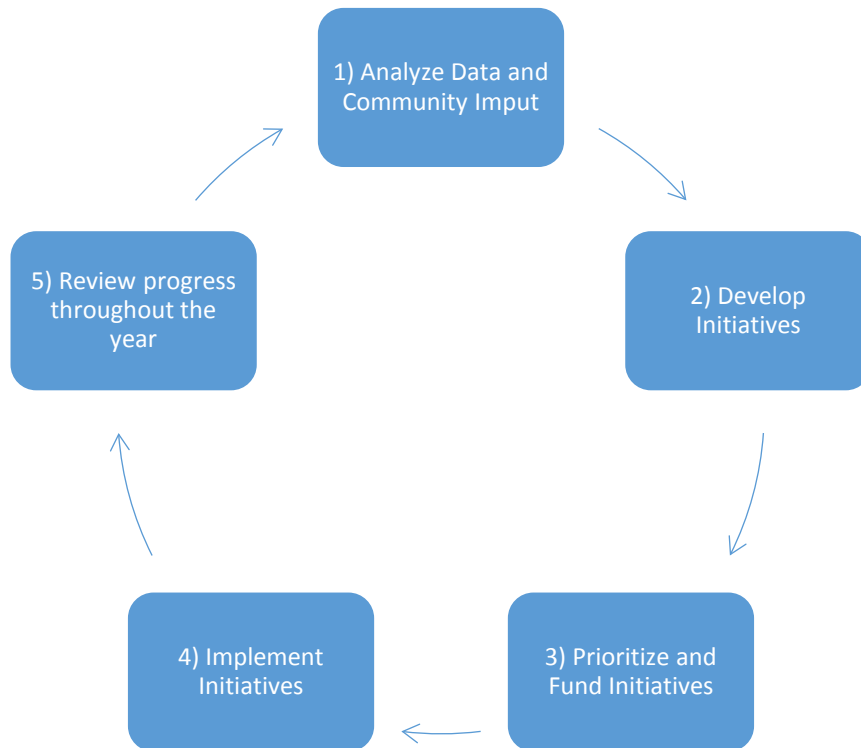 1) Analyze Data and
Community Imput
2) Develop
Initiatives
3) Prioritize and
Fund Initiatives
4) Implement
Initiatives
5) Review progress
throughout the
year